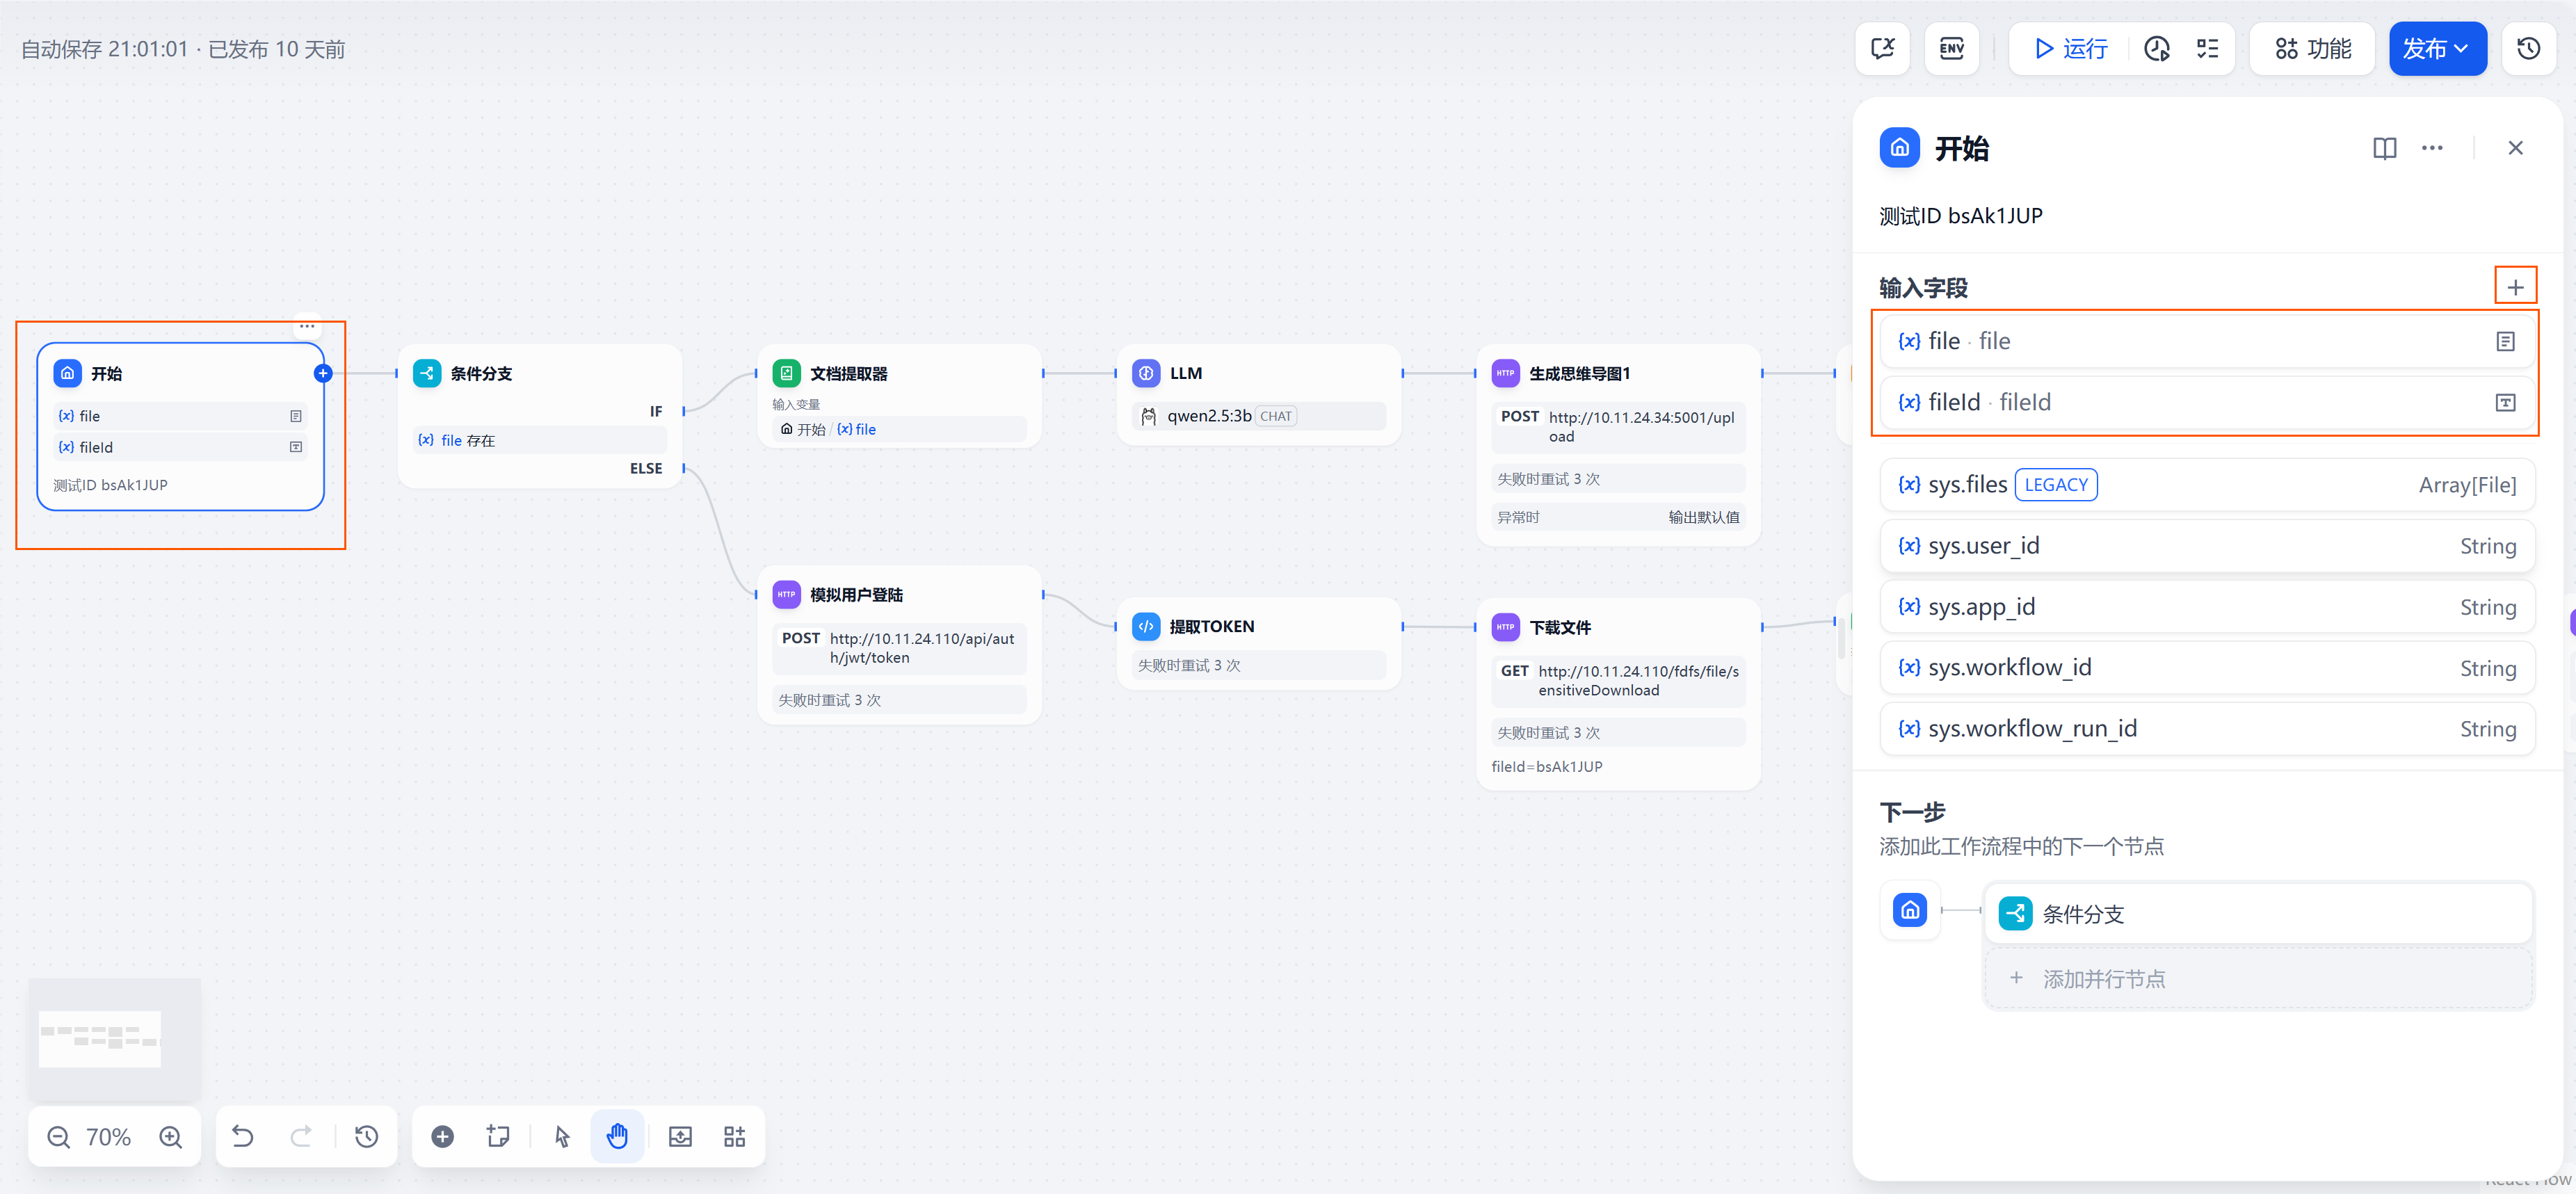 自动保存 21:01:01 · 已发布 10 天前
ENV
运行
功能
发布
开始
{x} file
{x} fileId
测试ID bsAk1JUP
条件分支
IF
{x} file 存在
ELSE
文档提取器
输入变量
开始 / {x} file
LLM
qwen2.5:3b CHAT
HTTP 生成思维导图1
POST http://10.11.24.34:5001/upl
oad
失败时重试 3 次
异常时 输出默认值
HTTP 模拟用户登陆
POST http://10.11.24.110/api/aut
h/jwt/token
失败时重试 3 次
提取TOKEN
失败时重试 3 次
HTTP 下载文件
GET http://10.11.24.110/fdfs/file/s
ensitiveDownload
失败时重试 3 次
fileId=bsAk1JUP
开始
测试ID bsAk1JUP
输入字段
{x} file · file
{x} fileId · fileId
{x} sys.files LEGACY Array[File]
{x} sys.user_id String
{x} sys.app_id String
{x} sys.workflow_id String
{x} sys.workflow_run_id String
下一步
添加此工作流程中的下一个节点
条件分支
+ 添加并行节点
70%
React Flow